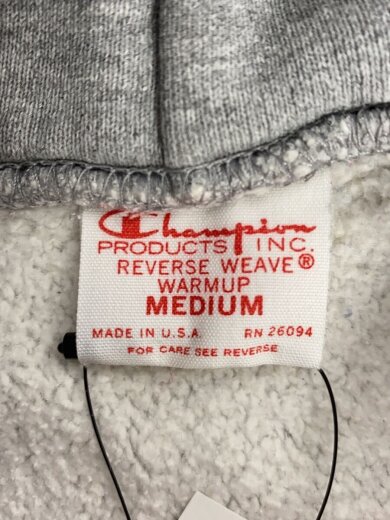 Champion
PRODUCTS INC.
REVERSE WEAVE®
WARMUP
MEDIUM
MADE IN U.S.A. RN 26094
FOR CARE SEE REVERSE